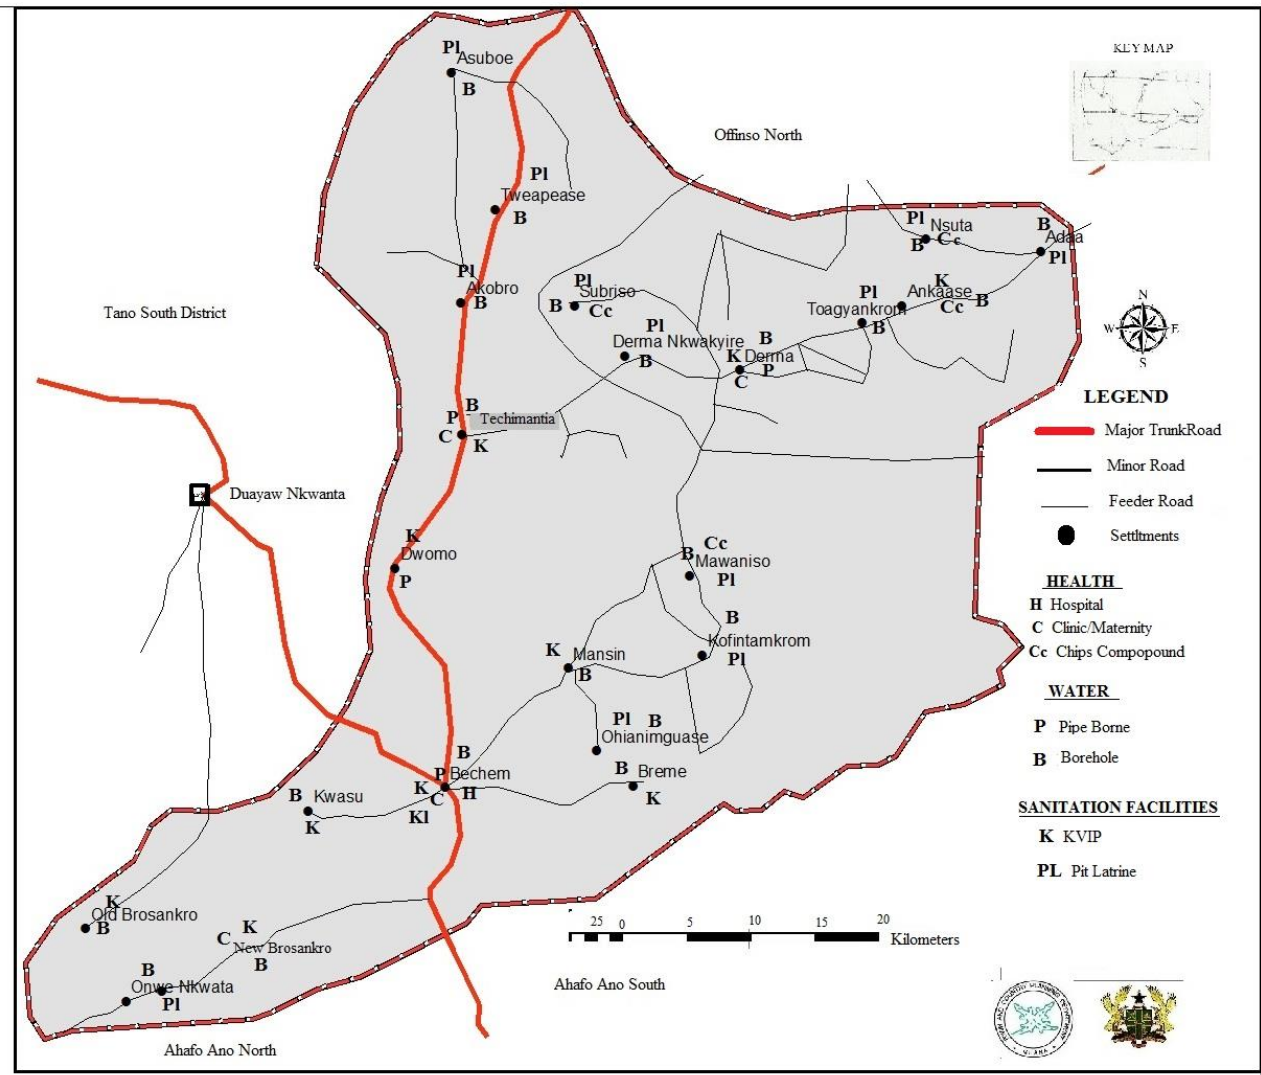 KEY MAP
Pl
Asuboe
B
Offinso North
Pl
Tweapease
B
Pl
Nsuta
B
Cc
B
Adaa
Pl
Pl
Akobro
B
Pl
Subriso
B
Cc
K
Ankaase
Cc
B
Pl
Toagyankrom
B
Tano South District
Pl
Derma Nkwakyire
B
B
K
Derma
C
P
N
W
E
S
B
P
Techimantia
C
K
Duayaw Nkwanta
K
Dwomo
P
Cc
B
Mawaniso
Pl
B
Kofintamkrom
Pl
K
Mansin
B
Pl
B
Ohianimguase
B
Breme
K
B
P
Bechem
K
H
C
Kl
B
Kwasu
K
K
Old Brosankro
B
K
C
New Brosankro
B
B
Onwe Nkwata
Pl
Ahafo Ano North
Ahafo Ano South
25 0 5 10 15 20
Kilometers
LEGEND
Major TrunkRoad
Minor Road
Feeder Road
Settltments
HEALTH
H Hospital
C Clinic/Maternity
Cc Chips Compopound
WATER
P Pipe Borne
B Borehole
SANITATION FACILITIES
K KVIP
PL Pit Latrine